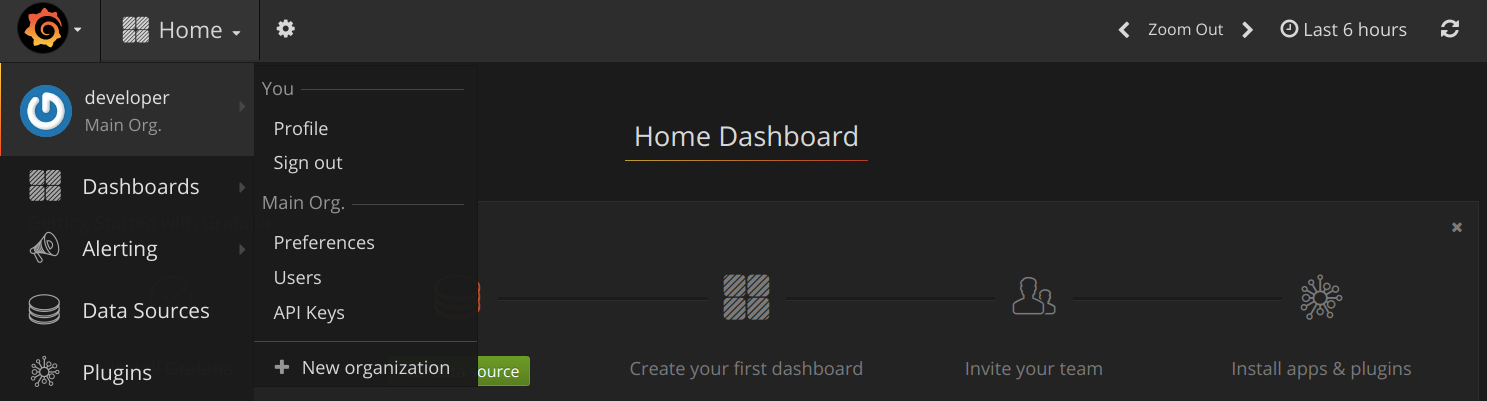 Home
Zoom Out
Last 6 hours
developer
Main Org.
Dashboards
Alerting
Data Sources
Plugins
You
Profile
Sign out
Main Org.
Preferences
Users
API Keys
New organization
Home Dashboard
ource
Create your first dashboard
Invite your team
Install apps & plugins